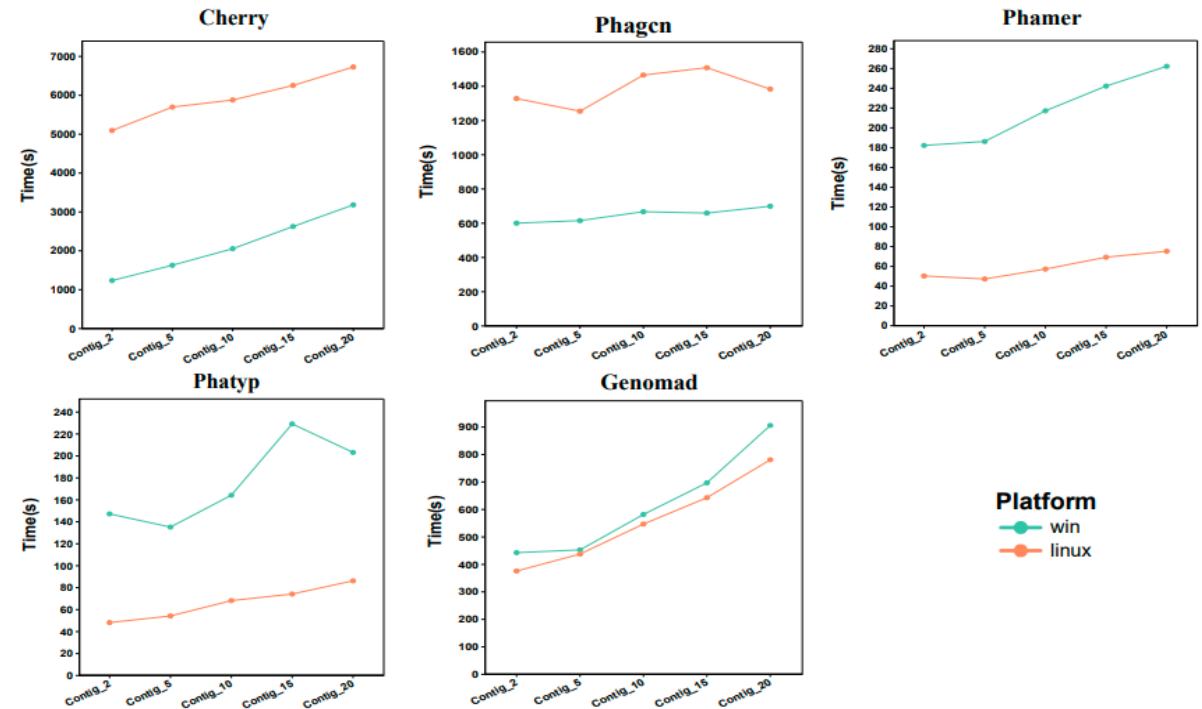 Cherry
Time(s)
7000
6000
5000
4000
3000
2000
1000
0
Contig_2
Contig_5
Contig_10
Contig_15
Contig_20
Phagcn
Time(s)
1600
1400
1200
1000
800
600
400
200
0
Contig_2
Contig_5
Contig_10
Contig_15
Contig_20
Phamer
Time(s)
280
260
240
220
200
180
160
140
120
100
80
60
40
20
0
Contig_2
Contig_5
Contig_10
Contig_15
Contig_20
Phatyp
Time(s)
240
220
200
180
160
140
120
100
80
60
40
20
0
Contig_2
Contig_5
Contig_10
Contig_15
Contig_20
Genomad
Time(s)
900
800
700
600
500
400
300
200
100
0
Contig_2
Contig_5
Contig_10
Contig_15
Contig_20
Platform
win
linux